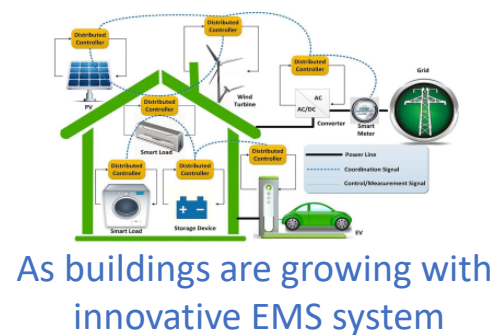 Distributed
Controller
Distributed
Controller
Distributed
Controller
Grid
PV
Wind
Turbine
Distributed
Controller
AC
AC/DC
Converter
Smart
Meter
Smart Load
Distributed
Controller
Distributed
Controller
Distributed
Controller
Power Line
Coordination Signal
Control/Measurement Signal
Smart Load
Storage Device
EV
As buildings are growing with
innovative EMS system